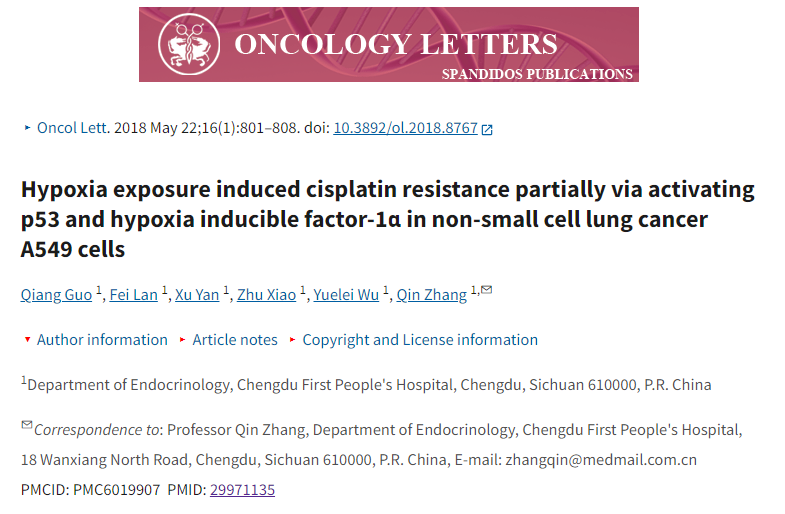 ONCOLOGY LETTERS
SPANDIDOS PUBLICATIONS
Oncol Lett. 2018 May 22;16(1):801–808. doi: 10.3892/ol.2018.8767
Hypoxia exposure induced cisplatin resistance partially via activating
p53 and hypoxia inducible factor-1α in non-small cell lung cancer
A549 cells
Qiang Guo 1, Fei Lan 1, Xu Yan 1, Zhu Xiao 1, Yuelei Wu 1, Qin Zhang 1,✉
Author information Article notes Copyright and License information
1Department of Endocrinology, Chengdu First People's Hospital, Chengdu, Sichuan 610000, P.R. China
✉Correspondence to: Professor Qin Zhang, Department of Endocrinology, Chengdu First People's Hospital,
18 Wanxiang North Road, Chengdu, Sichuan 610000, P.R. China, E-mail: zhangqin@medmail.com.cn
PMCID: PMC6019907 PMID: 29971135